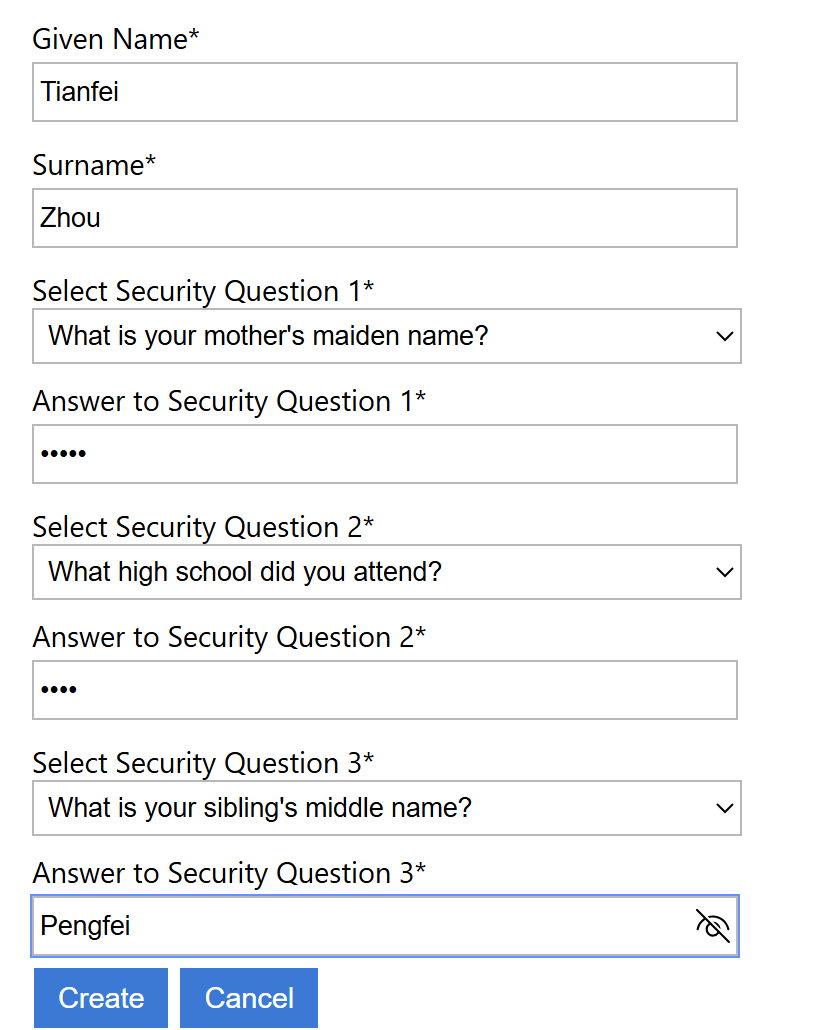 Given Name*
Tianfei
Surname*
Zhou
Select Security Question 1*
What is your mother's maiden name?
Answer to Security Question 1*
•••••
Select Security Question 2*
What high school did you attend?
Answer to Security Question 2*
••••
Select Security Question 3*
What is your sibling's middle name?
Answer to Security Question 3*
Pengfei
Create Cancel